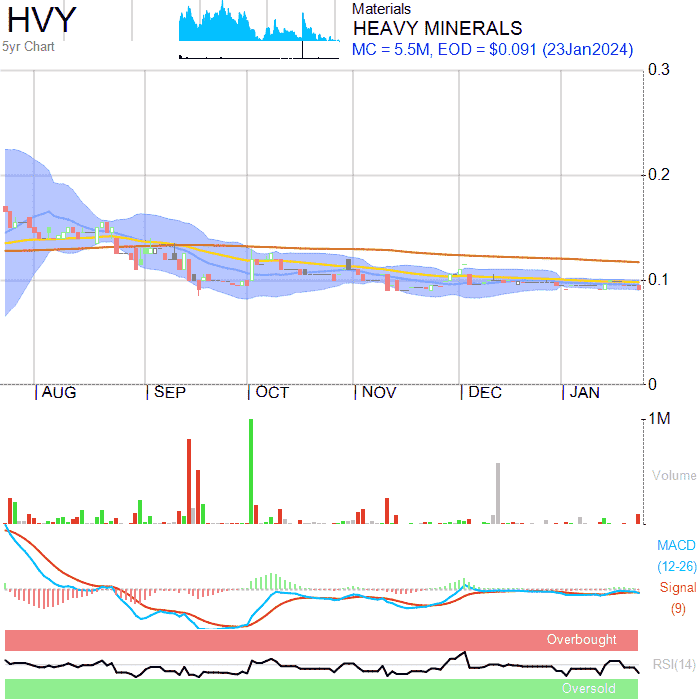 HVY
5yr Chart
Materials
HEAVY MINERALS
MC = 5.5M, EOD = $0.091 (23Jan2024)
0.3
0.2
0.1
0
| AUG | SEP | OCT | NOV | DEC | JAN
1M
Volume
MACD
(12-26)
Signal
(9)
Overbought
RSI(14)
Oversold